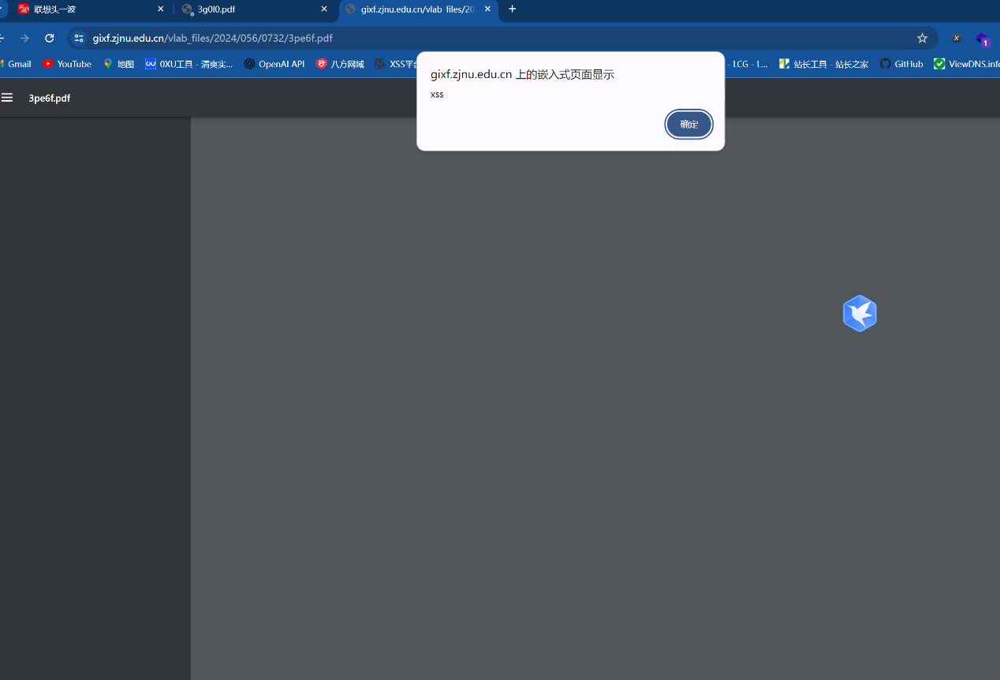 联想头一波
3g0l0.pdf
gixf.zjnu.edu.cn/vlab_files/20
gixf.zjnu.edu.cn/vlab_files/2024/056/0732/3pe6f.pdf
Gmail YouTube 地图 0XU工具 - 清爽实... OpenAI API 八方网域 XSS平台 - LCG - L... 站长工具 - 站长之家 GitHub ViewDNS.info
X
1
gixf.zjnu.edu.cn 上的嵌入式页面显示
xss
确定
3pe6f.pdf